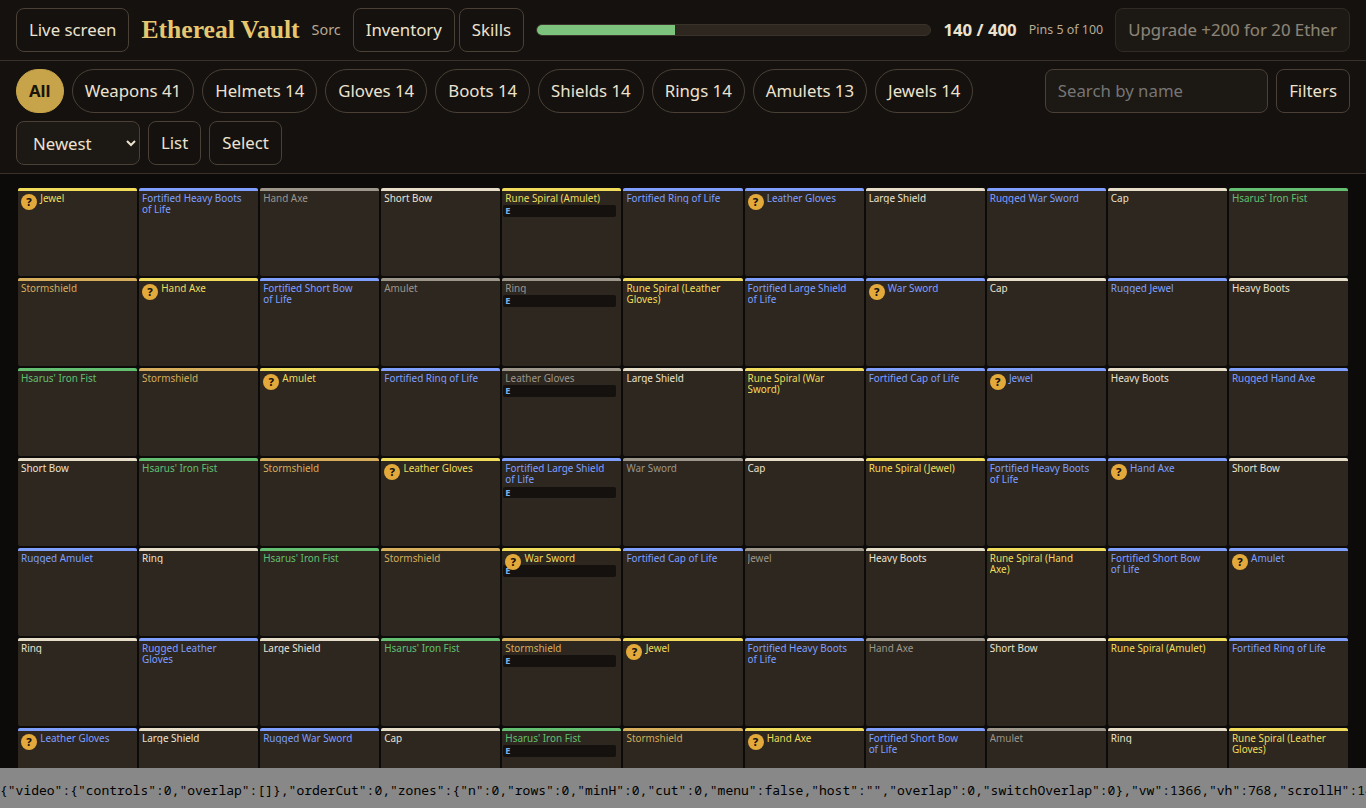 Live screen Ethereal Vault Sorc Inventory Skills 140 / 400 Pins 5 of 100 Upgrade +200 for 20 Ether
All Weapons 41 Helmets 14 Gloves 14 Boots 14 Shields 14 Rings 14 Amulets 13 Jewels 14 Search by name Filters
Newest List Select
? Jewel
Fortified Heavy Boots
of Life
Hand Axe
Short Bow
Rune Spiral (Amulet)
E
Fortified Ring of Life
? Leather Gloves
Large Shield
Rugged War Sword
Cap
Hsarus' Iron Fist
Stormshield
? Hand Axe
Fortified Short Bow
of Life
Amulet
Ring
E
Rune Spiral (Leather
Gloves)
Fortified Large Shield
of Life
? War Sword
Cap
Rugged Jewel
Heavy Boots
Hsarus' Iron Fist
Stormshield
? Amulet
Fortified Ring of Life
Leather Gloves
E
Large Shield
Rune Spiral (War
Sword)
Fortified Cap of Life
? Jewel
Heavy Boots
Rugged Hand Axe
Short Bow
Hsarus' Iron Fist
Stormshield
? Leather Gloves
Fortified Large Shield
of Life
E
War Sword
Cap
Rune Spiral (Jewel)
Fortified Heavy Boots
of Life
? Hand Axe
Short Bow
Rugged Amulet
Ring
Hsarus' Iron Fist
Stormshield
? War Sword
E
Fortified Cap of Life
Jewel
Heavy Boots
Rune Spiral (Hand
Axe)
Fortified Short Bow
of Life
? Amulet
Ring
Rugged Leather
Gloves
Large Shield
Hsarus' Iron Fist
Stormshield
E
? Jewel
Fortified Heavy Boots
of Life
Hand Axe
Short Bow
Rune Spiral (Amulet)
Fortified Ring of Life
? Leather Gloves
Large Shield
Rugged War Sword
Cap
Hsarus' Iron Fist
E
Stormshield
? Hand Axe
Fortified Short Bow
of Life
Amulet
Ring
Rune Spiral (Leather
Gloves)
{"video":{"controls":0,"overlap":[]},"orderCut":0,"zones":{"n":0,"rows":0,"minH":0,"cut":0,"menu":false,"host":"","overlap":0,"switchOverlap":0},"vw":1366,"vh":768,"scrollH":1